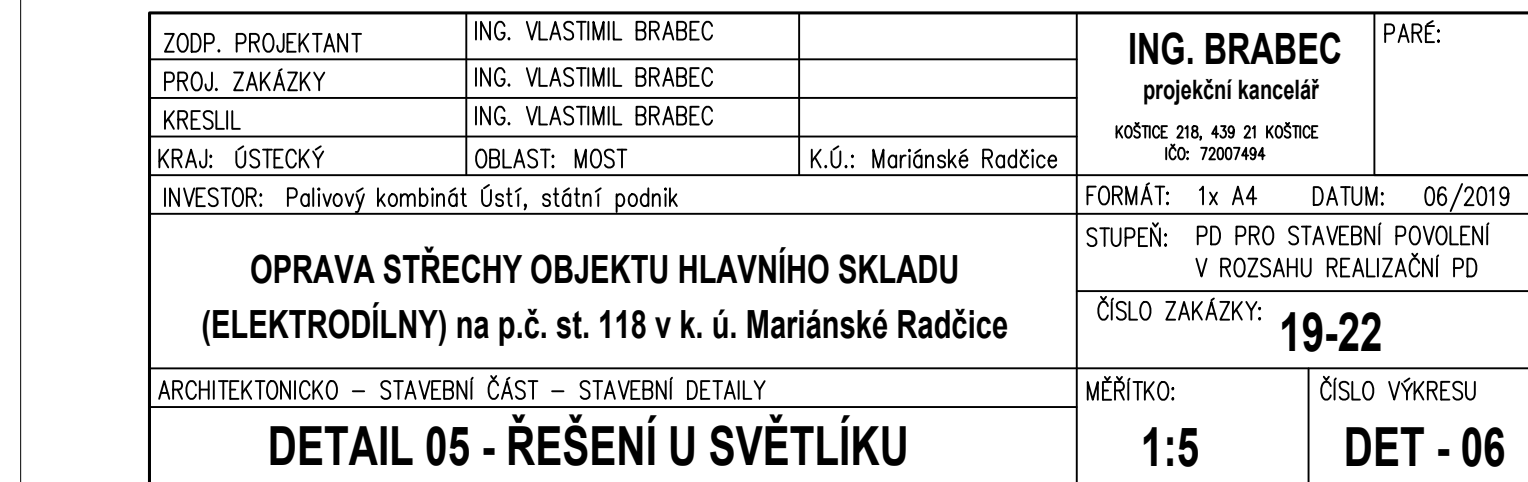 ZODP. PROJEKTANT ING. VLASTIMIL BRABEC
PROJ. ZAKÁZKY ING. VLASTIMIL BRABEC
KRESLIL ING. VLASTIMIL BRABEC
KRAJ: ÚSTECKÝ OBLAST: MOST K.Ú.: Mariánské Radčice
ING. BRABEC
projekční kancelář
KOŠTICE 218, 439 21 KOŠTICE
IČO: 72007494
PARÉ:
INVESTOR: Palivový kombinát Ústí, státní podnik
FORMÁT: 1x A4 DATUM: 06/2019
OPRAVA STŘECHY OBJEKTU HLAVNÍHO SKLADU
(ELEKTRODÍLNY) na p.č. st. 118 v k. ú. Mariánské Radčice
STUPEŇ: PD PRO STAVEBNÍ POVOLENÍ
V ROZSAHU REALIZAČNÍ PD
ČÍSLO ZAKÁZKY: 19-22
ARCHITEKTONICKO – STAVEBNÍ ČÁST – STAVEBNÍ DETAILY
DETAIL 05 - ŘEŠENÍ U SVĚTLÍKU
MĚŘÍTKO:
1:5
ČÍSLO VÝKRESU
DET - 06